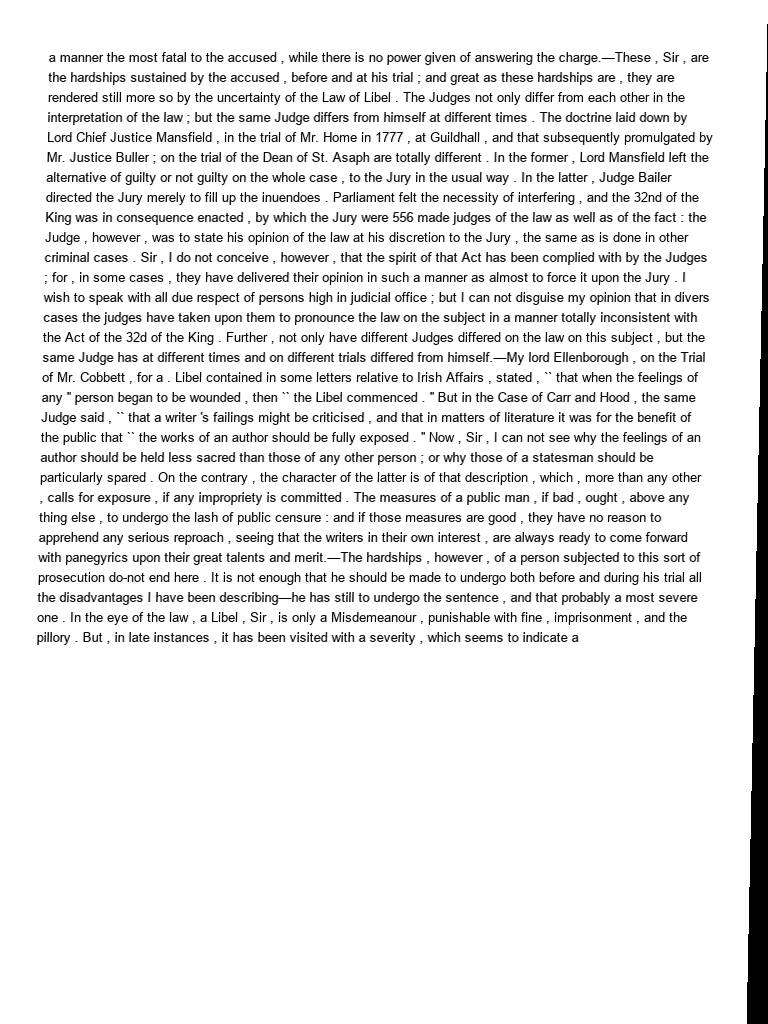 a manner the most fatal to the accused , while there is no power given of answering the charge.—These , Sir , are
the hardships sustained by the accused , before and at his trial ; and great as these hardships are , they are
rendered still more so by the uncertainty of the Law of Libel . The Judges not only differ from each other in the
interpretation of the law ; but the same Judge differs from himself at different times . The doctrine laid down by
Lord Chief Justice Mansfield , in the trial of Mr. Home in 1777 , at Guildhall , and that subsequently promulgated by
Mr. Justice Buller ; on the trial of the Dean of St. Asaph are totally different . In the former , Lord Mansfield left the
alternative of guilty or not guilty on the whole case , to the Jury in the usual way . In the latter , Judge Bailer
directed the Jury merely to fill up the inuendoes . Parliament felt the necessity of interfering , and the 32nd of the
King was in consequence enacted , by which the Jury were 556 made judges of the law as well as of the fact : the
Judge , however , was to state his opinion of the law at his discretion to the Jury , the same as is done in other
criminal cases . Sir , I do not conceive , however , that the spirit of that Act has been complied with by the Judges
; for , in some cases , they have delivered their opinion in such a manner as almost to force it upon the Jury . I
wish to speak with all due respect of persons high in judicial office ; but I can not disguise my opinion that in divers
cases the judges have taken upon them to pronounce the law on the subject in a manner totally inconsistent with
the Act of the 32d of the King . Further , not only have different Judges differed on the law on this subject , but the
same Judge has at different times and on different trials differed from himself.—My lord Ellenborough , on the Trial
of Mr. Cobbett , for a . Libel contained in some letters relative to Irish Affairs , stated , `` that when the feelings of
any " person began to be wounded , then `` the Libel commenced . " But in the Case of Carr and Hood , the same
Judge said , `` that a writer 's failings might be criticised , and that in matters of literature it was for the benefit of
the public that `` the works of an author should be fully exposed . " Now , Sir , I can not see why the feelings of an
author should be held less sacred than those of any other person ; or why those of a statesman should be
particularly spared . On the contrary , the character of the latter is of that description , which , more than any other
, calls for exposure , if any impropriety is committed . The measures of a public man , if bad , ought , above any
thing else , to undergo the lash of public censure : and if those measures are good , they have no reason to
apprehend any serious reproach , seeing that the writers in their own interest , are always ready to come forward
with panegyrics upon their great talents and merit.—The hardships , however , of a person subjected to this sort of
prosecution do-not end here . It is not enough that he should be made to undergo both before and during his trial all
the disadvantages I have been describing—he has still to undergo the sentence , and that probably a most severe
one . In the eye of the law , a Libel , Sir , is only a Misdemeanour , punishable with fine , imprisonment , and the
pillory . But , in late instances , it has been visited with a severity , which seems to indicate a